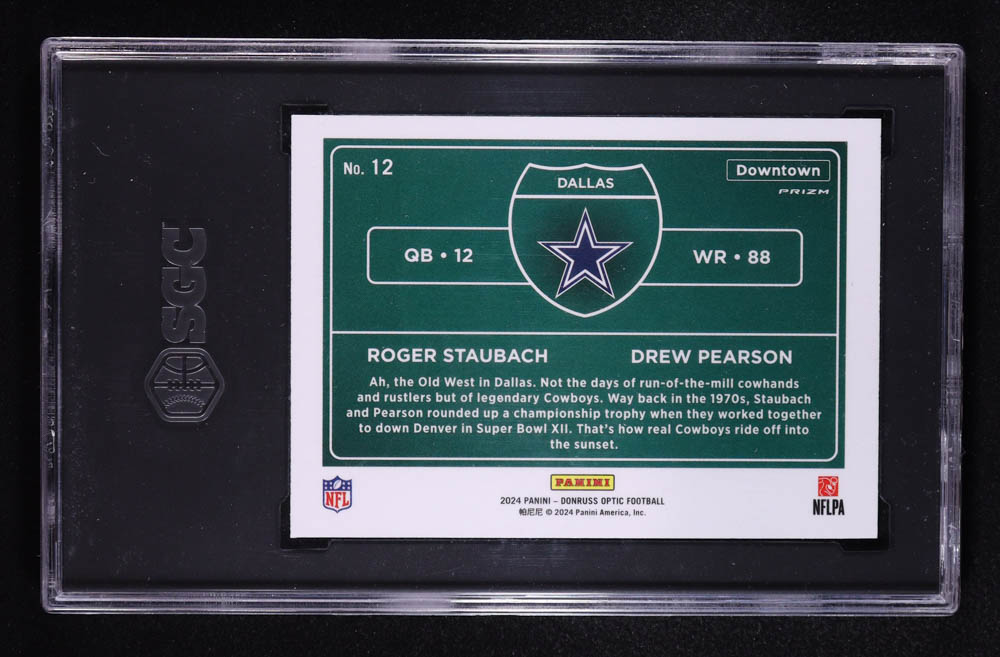 No. 12
Downtown
PRIZM
DALLAS
QB • 12
WR • 88
ROGER STAUBACH
DREW PEARSON
Ah, the Old West in Dallas. Not the days of run-of-the-mill cowhands
and rustlers but of legendary Cowboys. Way back in the 1970s, Staubach
and Pearson rounded up a championship trophy when they worked together
to down Denver in Super Bowl XII. That's how real Cowboys ride off into
the sunset.
SGC
NFL
PANINI
2024 PANINI – DONRUSS OPTIC FOOTBALL
帕尼尼 © 2024 Panini America, Inc.
NFLPA